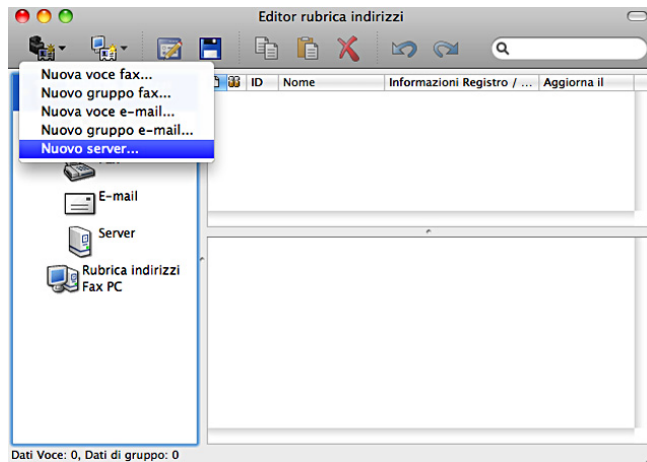 Editor rubrica indirizzi
Nuova voce fax...
Nuovo gruppo fax...
Nuova voce e-mail...
Nuovo gruppo e-mail...
Nuovo server...
ID Nome Informazioni Registro / ... Aggiorna il
E-mail
Server
Rubrica indirizzi
Fax PC
Dati Voce: 0, Dati di gruppo: 0